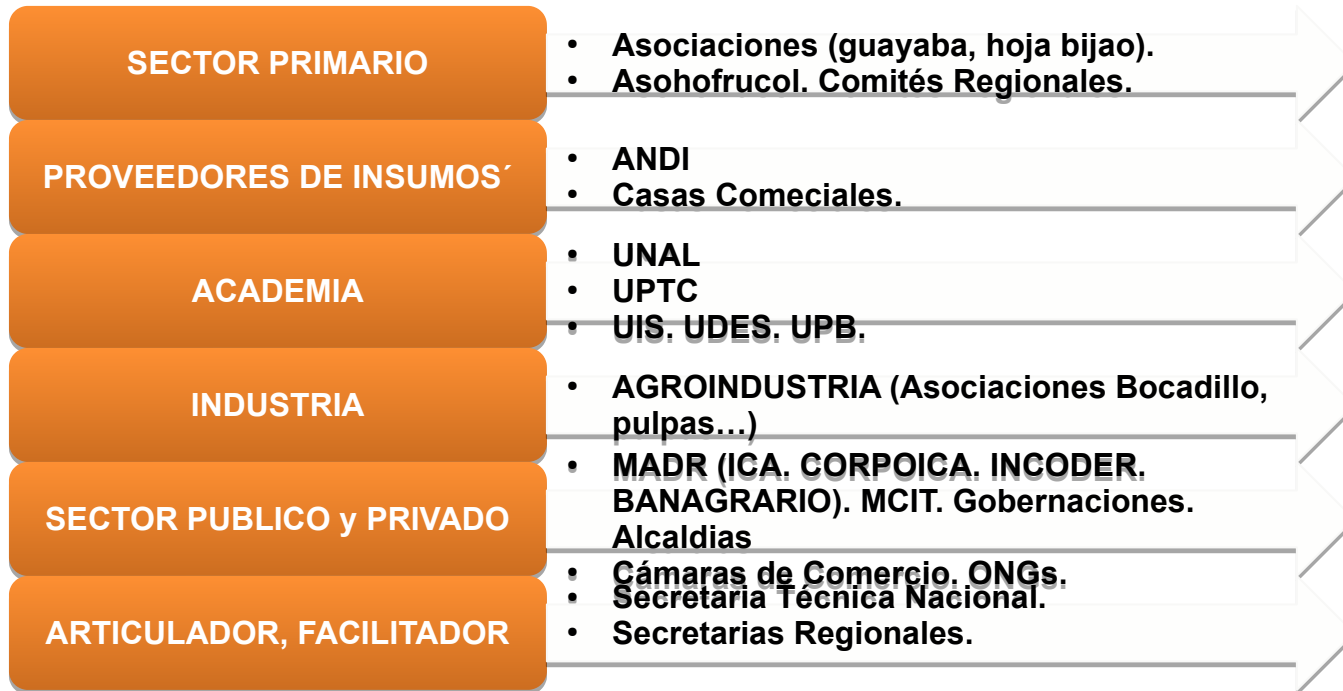 SECTOR PRIMARIO
• Asociaciones (guayaba, hoja bijao).
• Asohofrucol. Comités Regionales.
PROVEEDORES DE INSUMOS´
• ANDI
• Casas Comeciales.
ACADEMIA
• UNAL
• UPTC
• UIS. UDES. UPB.
INDUSTRIA
• AGROINDUSTRIA (Asociaciones Bocadillo,
pulpas…)
SECTOR PUBLICO y PRIVADO
• MADR (ICA. CORPOICA. INCODER.
BANAGRARIO). MCIT. Gobernaciones.
Alcaldias
• Cámaras de Comercio. ONGs.
ARTICULADOR, FACILITADOR
• Secretaria Técnica Nacional.
• Secretarias Regionales.